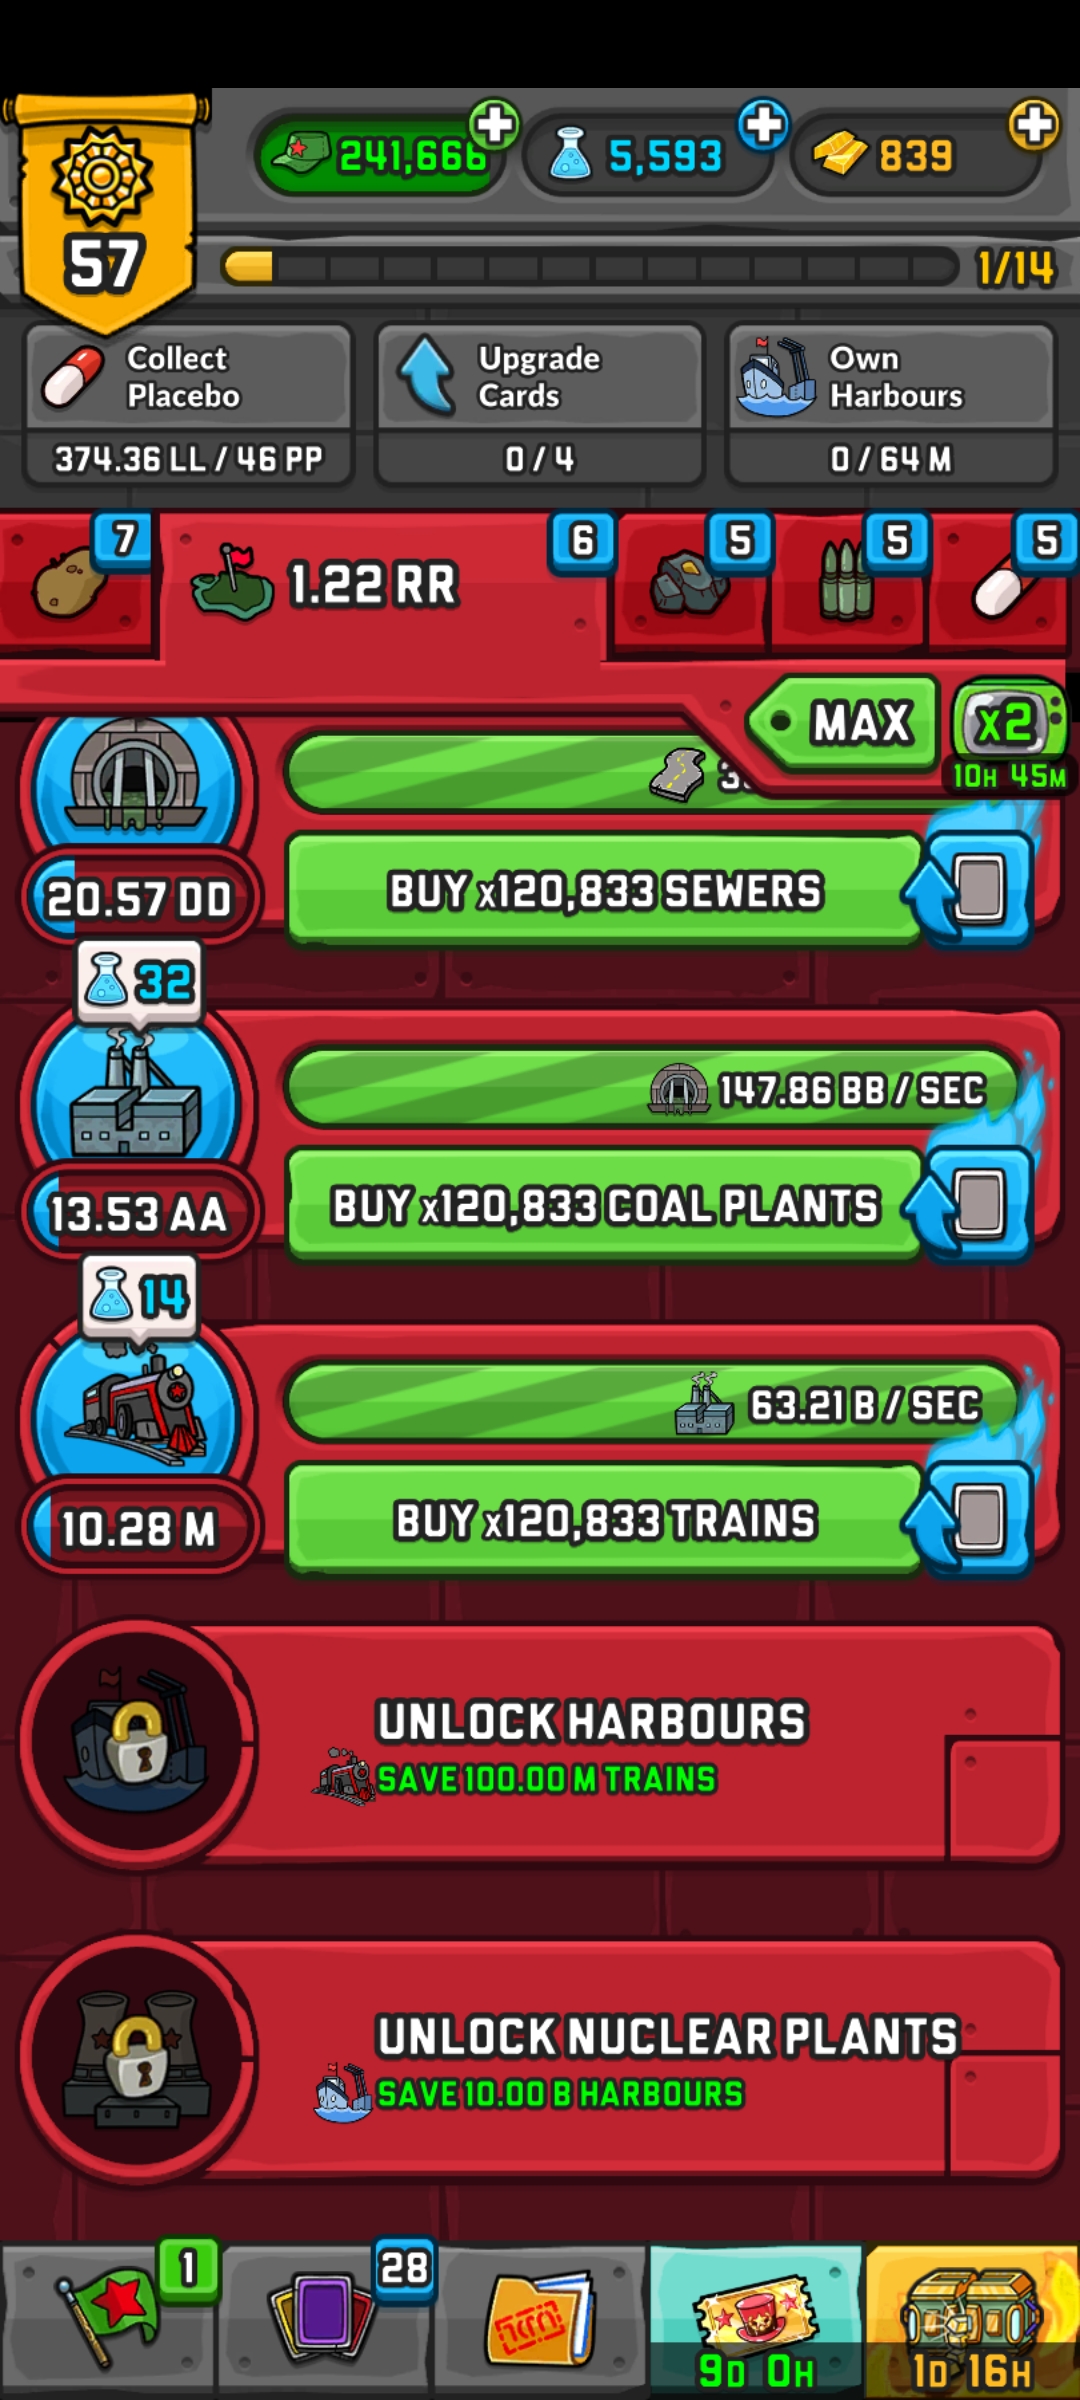 241,666
5,593
839
57
1/14
Collect
Placebo
Upgrade
Cards
Own
Harbours
374.36 LL / 46 PP
0 / 4
0 / 64 M
7
1.22 RR
6
5
5
5
MAX
x2
10H 45M
20.57 DD
BUY x120,833 SEWERS
32
147.86 BB / SEC
13.53 AA
BUY x120,833 COAL PLANTS
14
63.21 B / SEC
10.28 M
BUY x120,833 TRAINS
UNLOCK HARBOURS
SAVE 100.00 M TRAINS
UNLOCK NUCLEAR PLANTS
SAVE 10.00 B HARBOURS
1
28
9D 0H
1D 16H